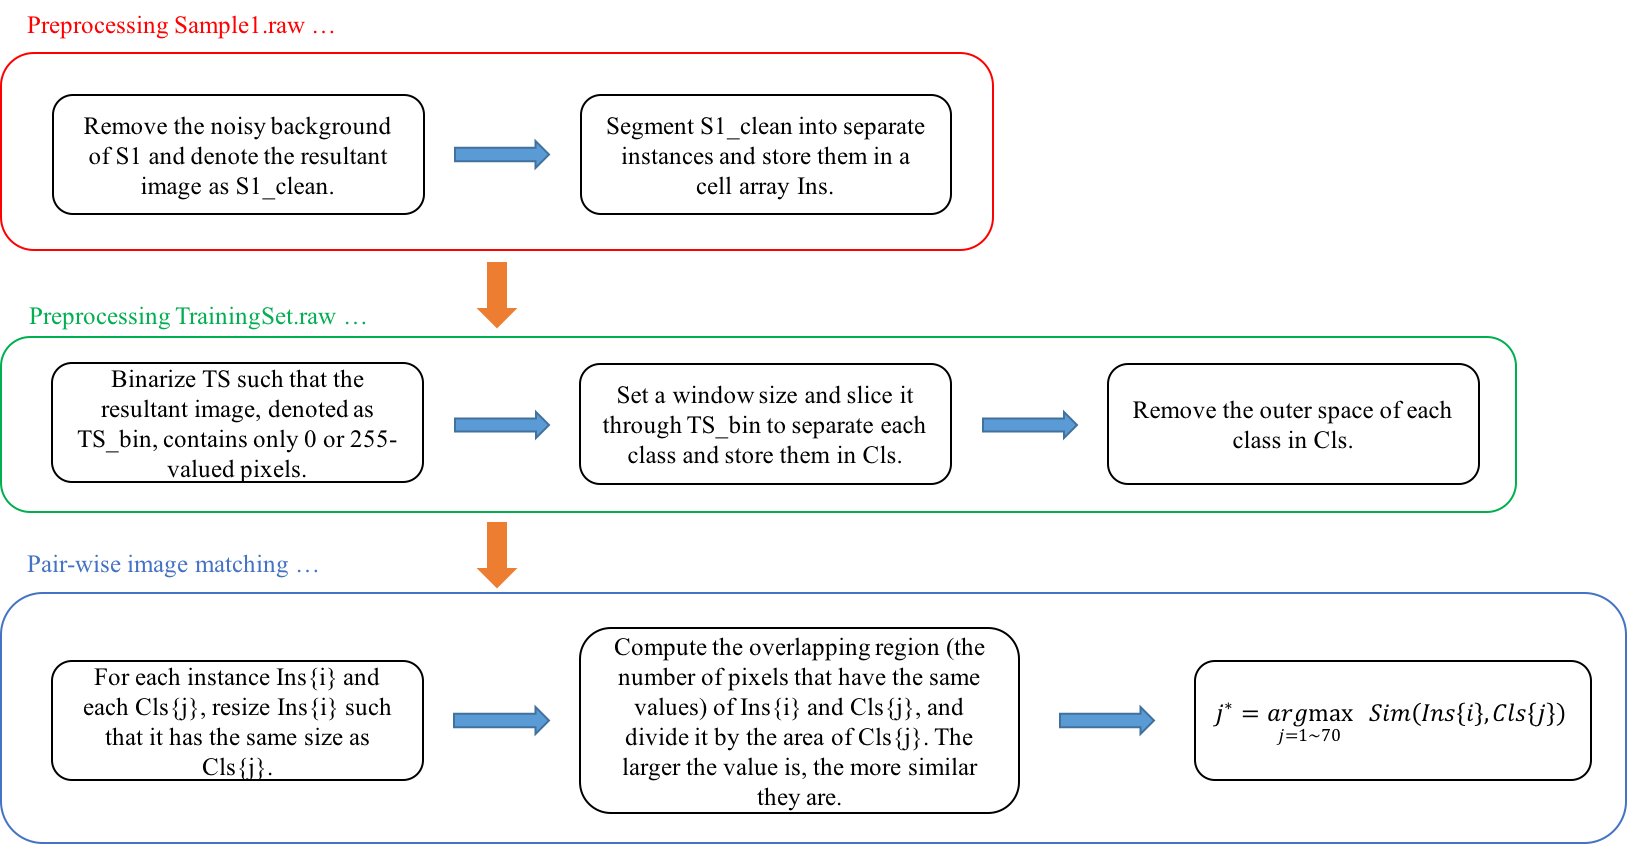 Preprocessing Sample1.raw …
Remove the noisy background
of S1 and denote the resultant
image as S1_clean.
Segment S1_clean into separate
instances and store them in a
cell array Ins.
Preprocessing TrainingSet.raw …
Binarize TS such that the
resultant image, denoted as
TS_bin, contains only 0 or 255-
valued pixels.
Set a window size and slice it
through TS_bin to separate each
class and store them in Cls.
Remove the outer space of each
class in Cls.
Pair-wise image matching …
For each instance Ins{i} and
each Cls{j}, resize Ins{i} such
that it has the same size as
Cls{j}.
Compute the overlapping region (the
number of pixels that have the same
values) of Ins{i} and Cls{j}, and
divide it by the area of Cls{j}. The
larger the value is, the more similar
they are.
j* = argmax Sim(Ins{i}, Cls{j})
j=1~70